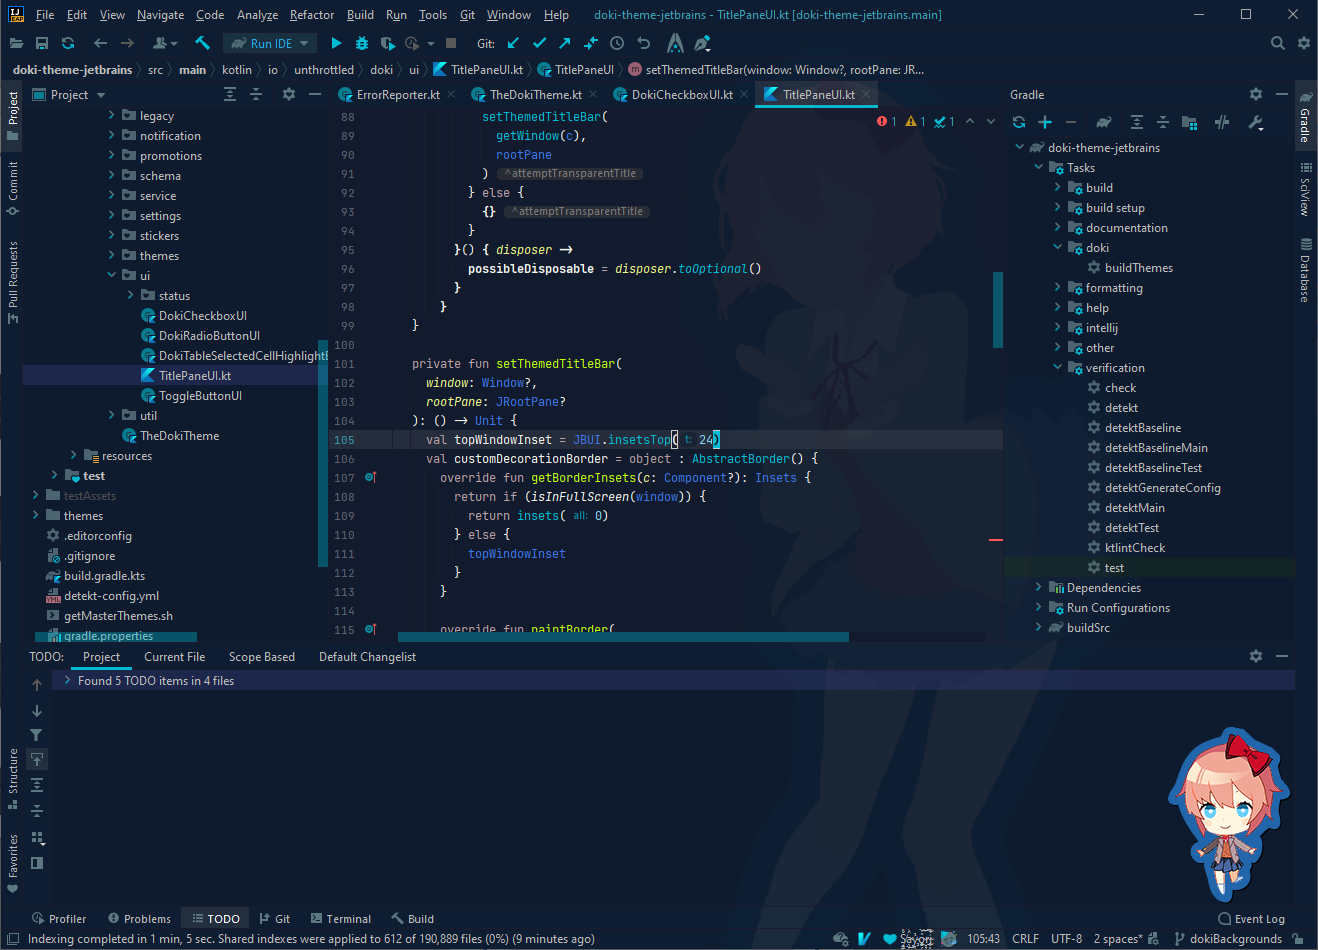 File Edit View Navigate Code Analyze Refactor Build Run Tools Git Window Help doki-theme-jetbrains - TitlePaneUI.kt [doki-theme-jetbrains.main]
Run IDE Git:
doki-theme-jetbrains src main kotlin io unthrottled doki ui TitlePaneUI.kt TitlePaneUI setThemedTitleBar(window: Window?, rootPane: JR...
Project
Commit
Pull Requests
Structure
Favorites
Project
legacy
notification
promotions
schema
service
settings
stickers
themes
ui
status
DokiCheckboxUI
DokiRadioButtonUI
DokiTableSelectedCellHighlight
TitlePaneUI.kt
ToggleButtonUI
util
TheDokiTheme
resources
test
testAssets
themes
.editorconfig
.gitignore
build.gradle.kts
detekt-config.yml
getMasterThemes.sh
gradle.properties
ErrorReporter.kt TheDokiTheme.kt DokiCheckboxUI.kt TitlePaneUI.kt
1 1 1
88 setThemedTitleBar(
89 getWindow(c),
90 rootPane
91 ) ^attemptTransparentTitle
92 } else {
93 {} ^attemptTransparentTitle
94 }
95 }() { disposer ->
96 possibleDisposable = disposer.toOptional()
97 }
98 }
99 }
100
101 private fun setThemedTitleBar(
102 window: Window?,
103 rootPane: JRootPane?
104 ): () -> Unit {
105 val topWindowInset = JBUI.insetsTop( t: 24)
106 val customDecorationBorder = object : AbstractBorder() {
107 override fun getBorderInsets(c: Component?): Insets {
108 return if (isInFullScreen(window)) {
109 return insets( all: 0)
110 } else {
111 topWindowInset
112 }
113 }
114
115 override fun paintBorder(
Gradle
doki-theme-jetbrains
Tasks
build
build setup
documentation
doki
buildThemes
formatting
help
intellij
other
verification
check
detekt
detektBaseline
detektBaselineMain
detektBaselineTest
detektGenerateConfig
detektMain
detektTest
ktlintCheck
test
Dependencies
Run Configurations
buildSrc
Gradle
SciView
Database
TODO: Project Current File Scope Based Default Changelist
Found 5 TODO items in 4 files
Profiler Problems TODO Git Terminal Build Event Log
Indexing completed in 1 min, 5 sec. Shared indexes were applied to 612 of 190,889 files (0%) (9 minutes ago) 105:43 CRLF UTF-8 2 spaces* dokiBackgrounds